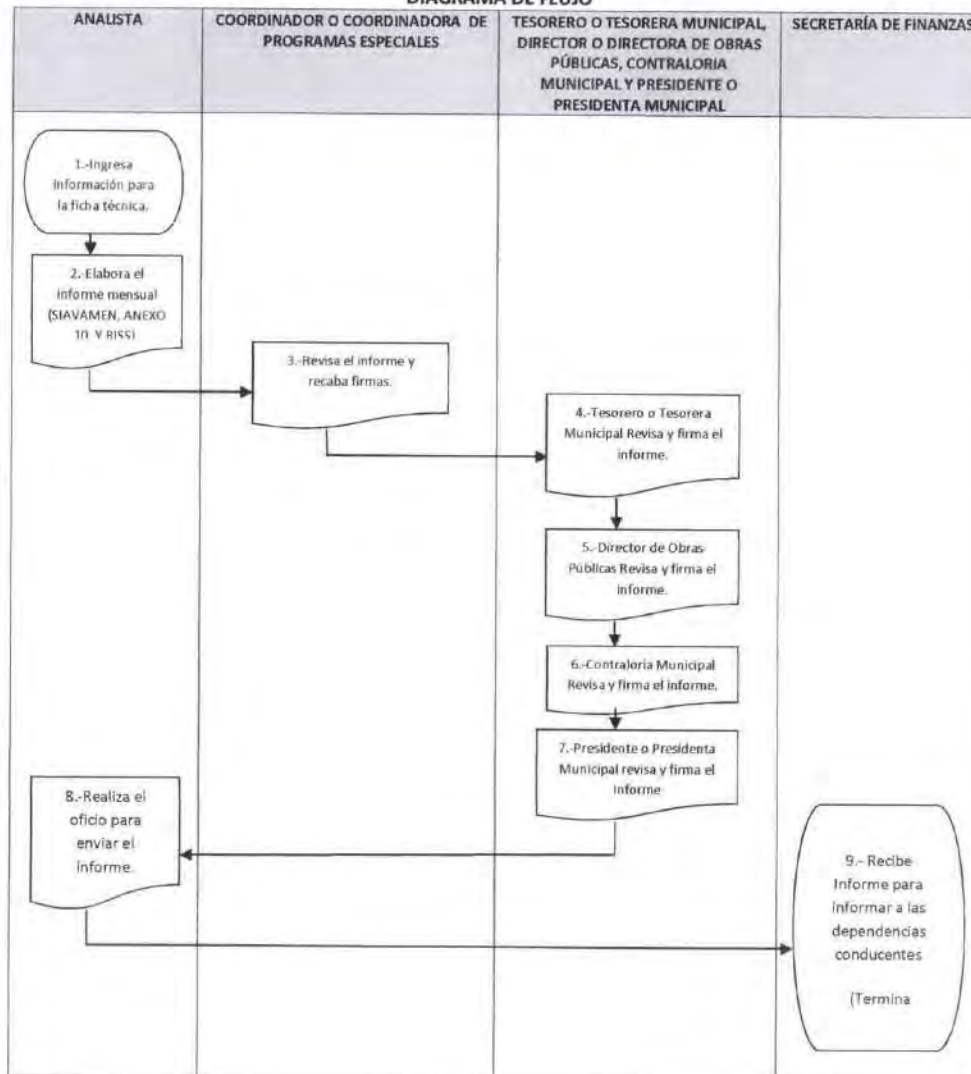 DIAGRAMA DE FLUJO
ANALISTA
COORDINADOR O COORDINADORA DE
PROGRAMAS ESPECIALES
TESORERO O TESORERA MUNICIPAL,
DIRECTOR O DIRECTORA DE OBRAS
PÚBLICAS, CONTRALORIA
MUNICIPAL Y PRESIDENTE O
PRESIDENTA MUNICIPAL
SECRETARÍA DE FINANZAS
1.-Ingresa
información para
la ficha técnica.
2.-Elabora el
informe mensual
(SIAVAMEN, ANEXO
10, Y RISS)
3.-Revisa el informe y
recaba firmas.
4.-Tesorero o Tesorera
Municipal Revisa y firma el
informe.
5.-Director de Obras
Públicas Revisa y firma el
informe.
6.-Contraloría Municipal
Revisa y firma el informe.
7.-Presidente o Presidenta
Municipal revisa y firma el
informe
8.-Realiza el
oficio para
enviar el
informe.
9.- Recibe
Informe para
informar a las
dependencias
conducentes
(Termina